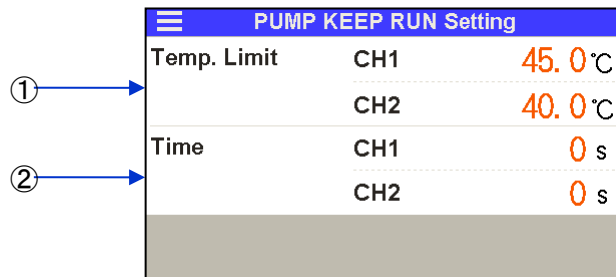 PUMP KEEP RUN Setting
① Temp. Limit CH1 45.0℃
CH2 40.0℃
② Time CH1 0 s
CH2 0 s